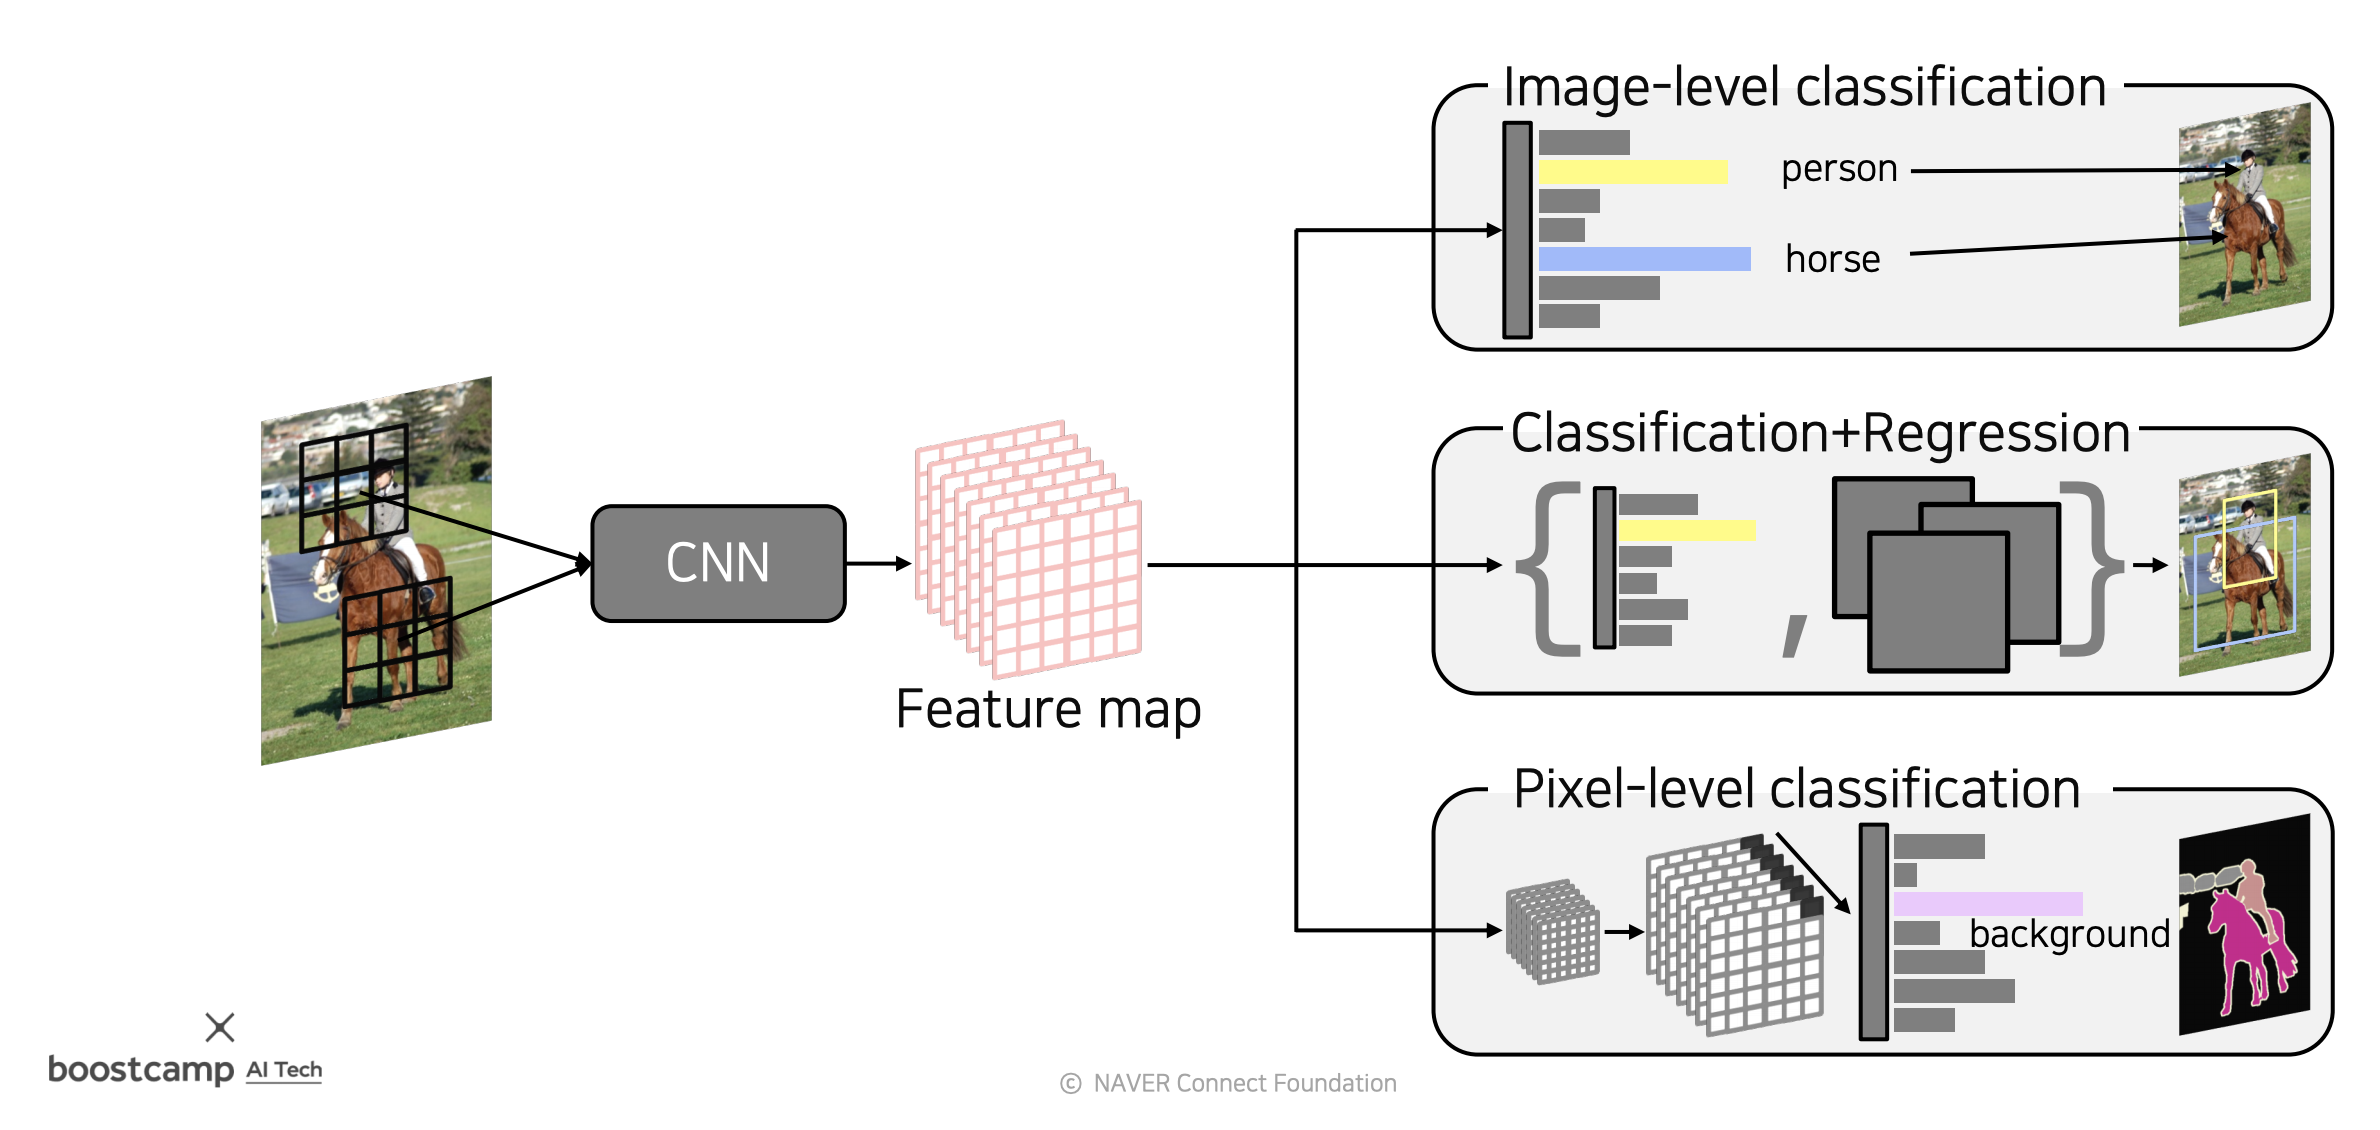 Image-level classification
person
horse
CNN
Feature map
Classification+Regression
{ , }
Pixel-level classification
background
boostcamp AI Tech
© NAVER Connect Foundation